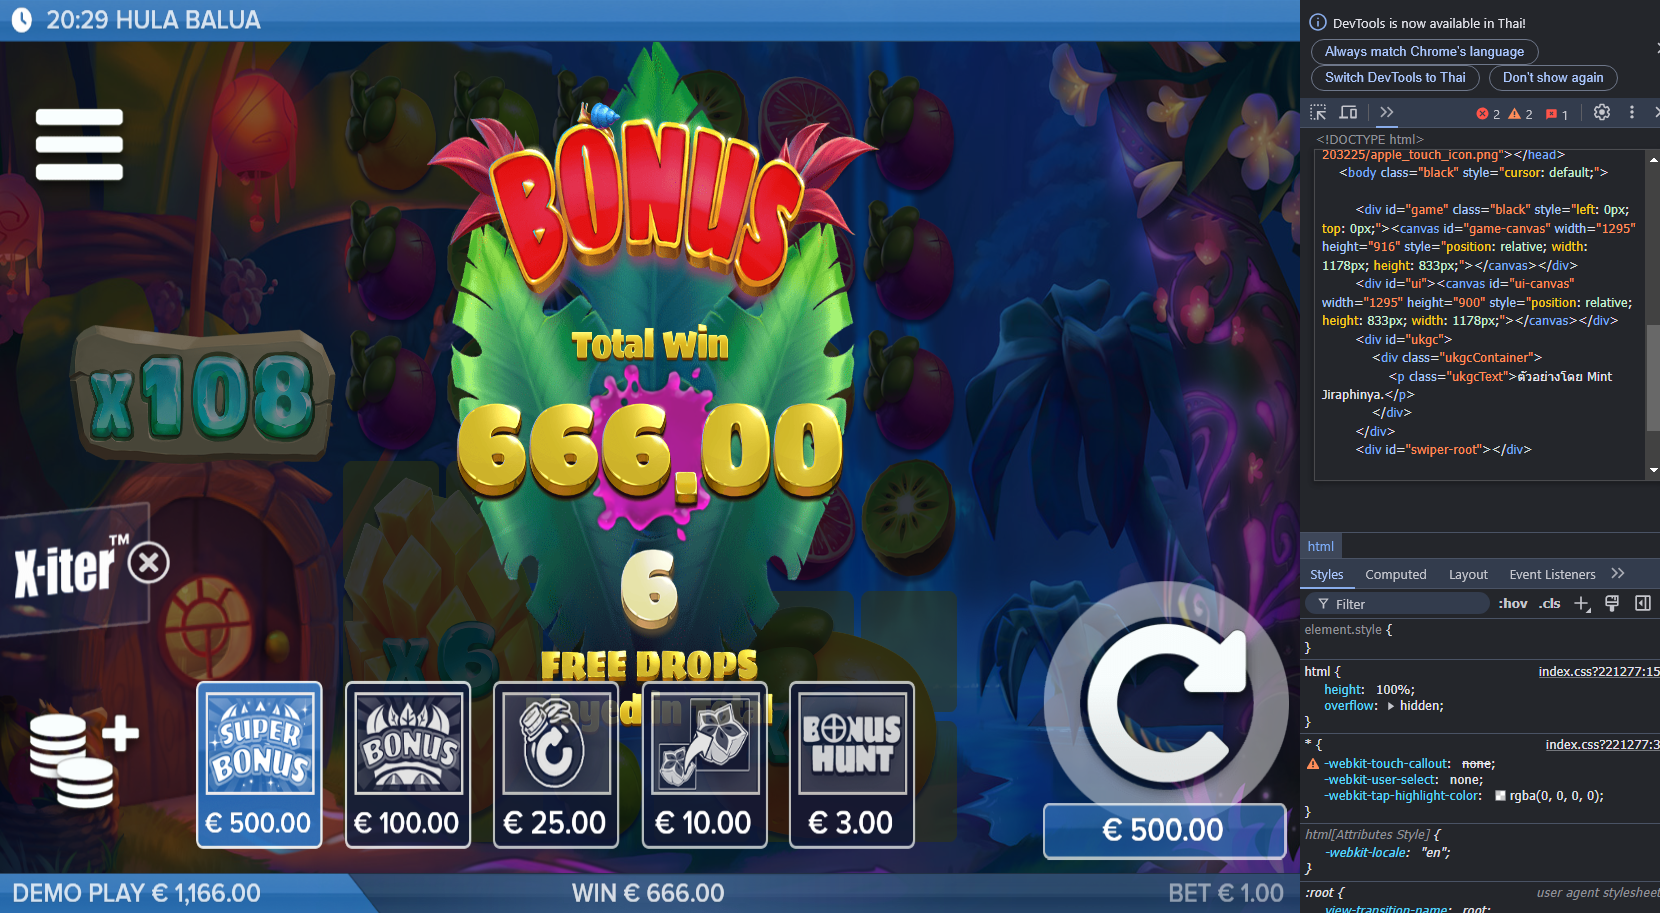 20:29 HULA BALUA
BONUS
Total Win
666.00
x108
X-iter™
6
x6
FREE DROPS
SUPER BONUS
€ 500.00
BONUS
€ 100.00
€ 25.00
€ 10.00
BONUS HUNT
€ 3.00
€ 500.00
DEMO PLAY € 1,166.00
WIN € 666.00
BET € 1.00
DevTools is now available in Thai!
Always match Chrome's language
Switch DevTools to Thai
Don't show again
2
2
1
<!DOCTYPE html>
203225/apple_touch_icon.png"></head>
<body class="black" style="cursor: default;">
<div id="game" class="black" style="left: 0px;
top: 0px;"><canvas id="game-canvas" width="1295"
height="916" style="position: relative; width:
1178px; height: 833px;"></canvas></div>
<div id="ui"><canvas id="ui-canvas"
width="1295" height="900" style="position: relative;
height: 833px; width: 1178px;"></canvas></div>
<div id="ukgc">
<div class="ukgcContainer">
<p class="ukgcText">ตัวอย่างโดย Mint
Jiraphinya.</p>
</div>
</div>
<div id="swiper-root"></div>
html
Styles
Computed
Layout
Event Listeners
Filter
:hov .cls
element.style {
}
html {
index.css?221277:15
height: 100%;
overflow: hidden;
}
* {
index.css?221277:3
-webkit-touch-callout: none;
-webkit-user-select: none;
-webkit-tap-highlight-color: rgba(0, 0, 0, 0);
}
html[Attributes Style] {
-webkit-locale: "en";
}
:root {
user agent stylesheet
view-transition-name: root;